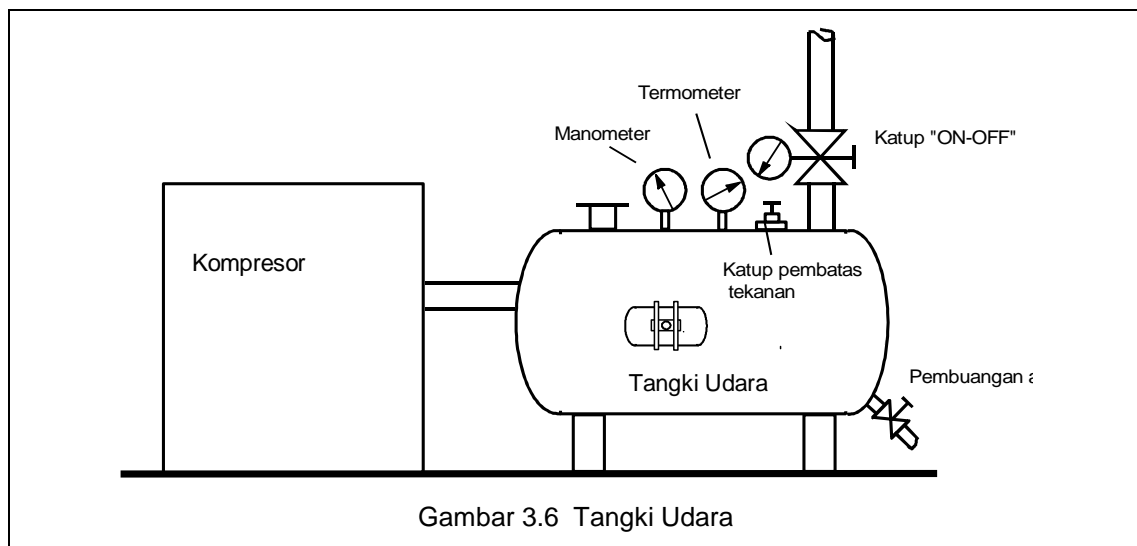 Termometer
Manometer
Katup "ON-OFF"
Kompresor
Katup pembatas
tekanan
Tangki Udara
Pembuangan a
Gambar 3.6 Tangki Udara